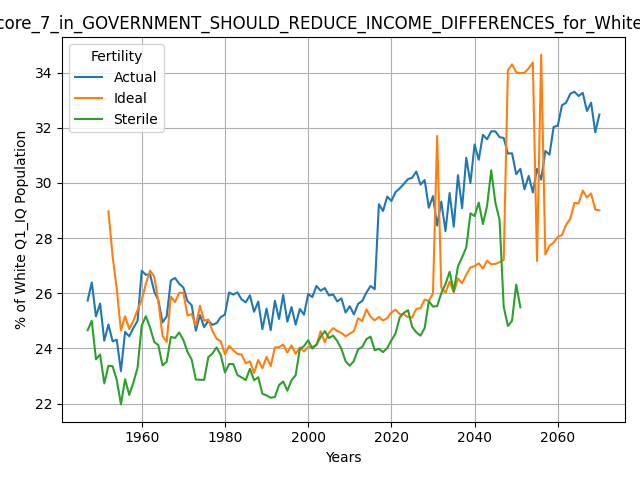 core_7_in_GOVERNMENT_SHOULD_REDUCE_INCOME_DIFFERENCES_for_White
Fertility
Actual
Ideal
Sterile
% of White Q1_IQ Population
34
32
30
28
26
24
22
1960
1980
2000
2020
2040
2060
Years